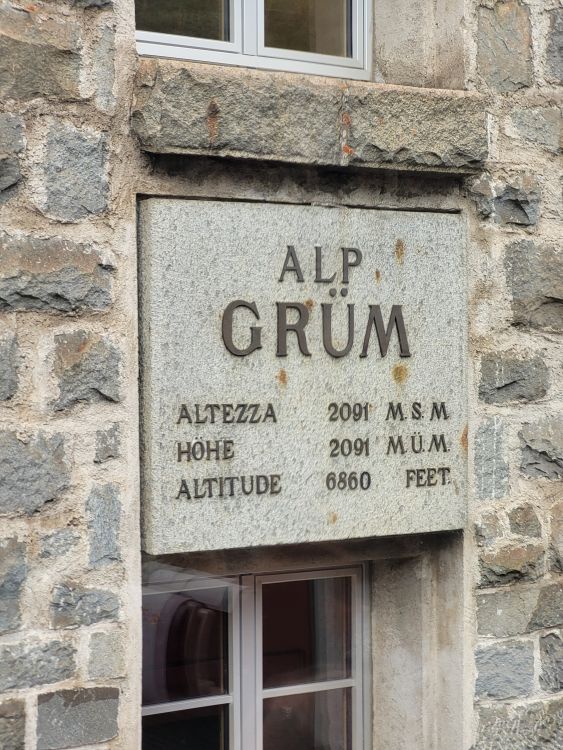 ALP
GRÜM
ALTEZZA 2091 M.S.M
HÖHE 2091 M.Ü.M.
ALTITUDE 6860 FEET.